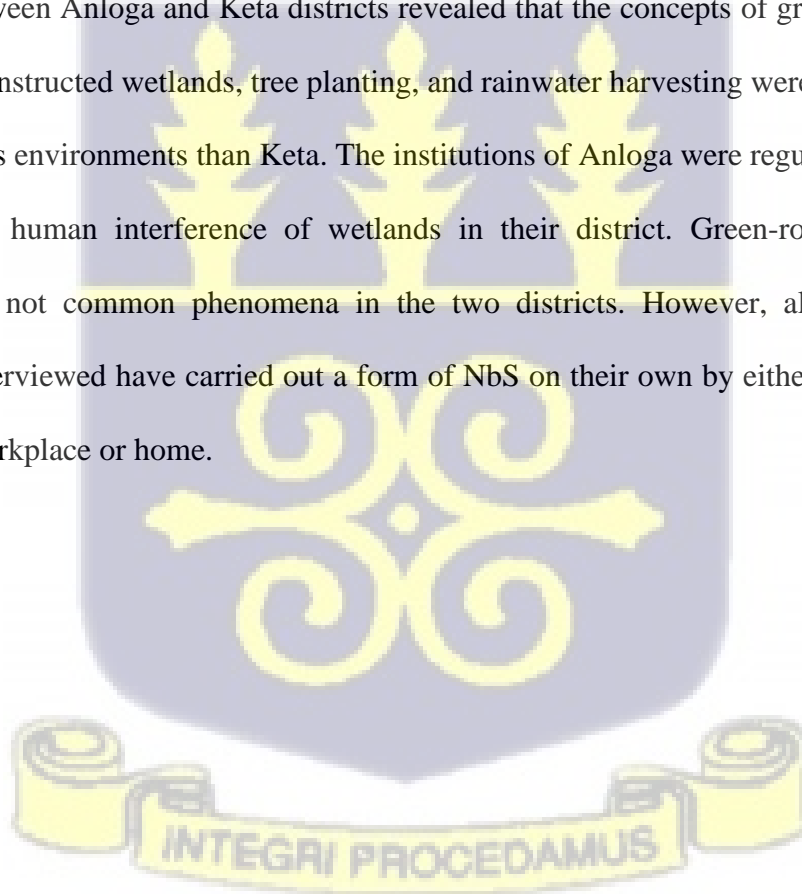 ween Anloga and Keta districts revealed that the concepts of gr
nstructed wetlands, tree planting, and rainwater harvesting were
s environments than Keta. The institutions of Anloga were regu
human interference of wetlands in their district. Green-ro
not common phenomena in the two districts. However, al
erviewed have carried out a form of NbS on their own by eithe
rkplace or home.
INTEGRI PROCEDAMUS